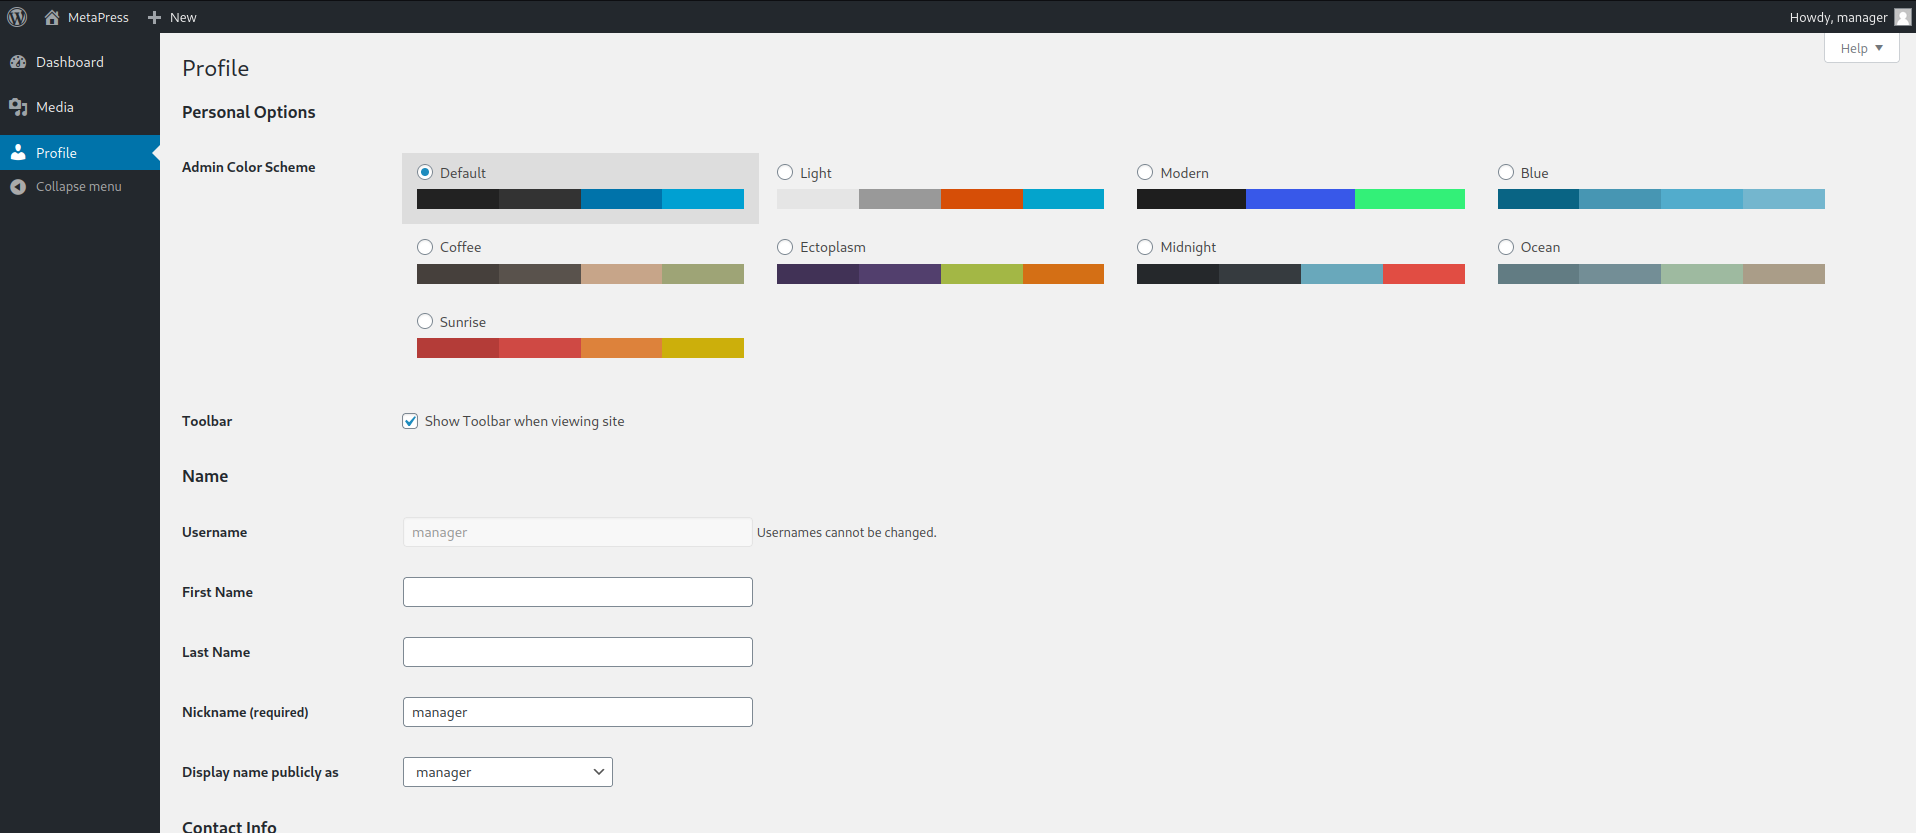 MetaPress New Howdy, manager
Dashboard
Media
Profile
Collapse menu
Help
Profile
Personal Options
Admin Color Scheme
Default Light Modern Blue
Coffee Ectoplasm Midnight Ocean
Sunrise
Toolbar Show Toolbar when viewing site
Name
Username manager Usernames cannot be changed.
First Name
Last Name
Nickname (required) manager
Display name publicly as manager
Contact Info